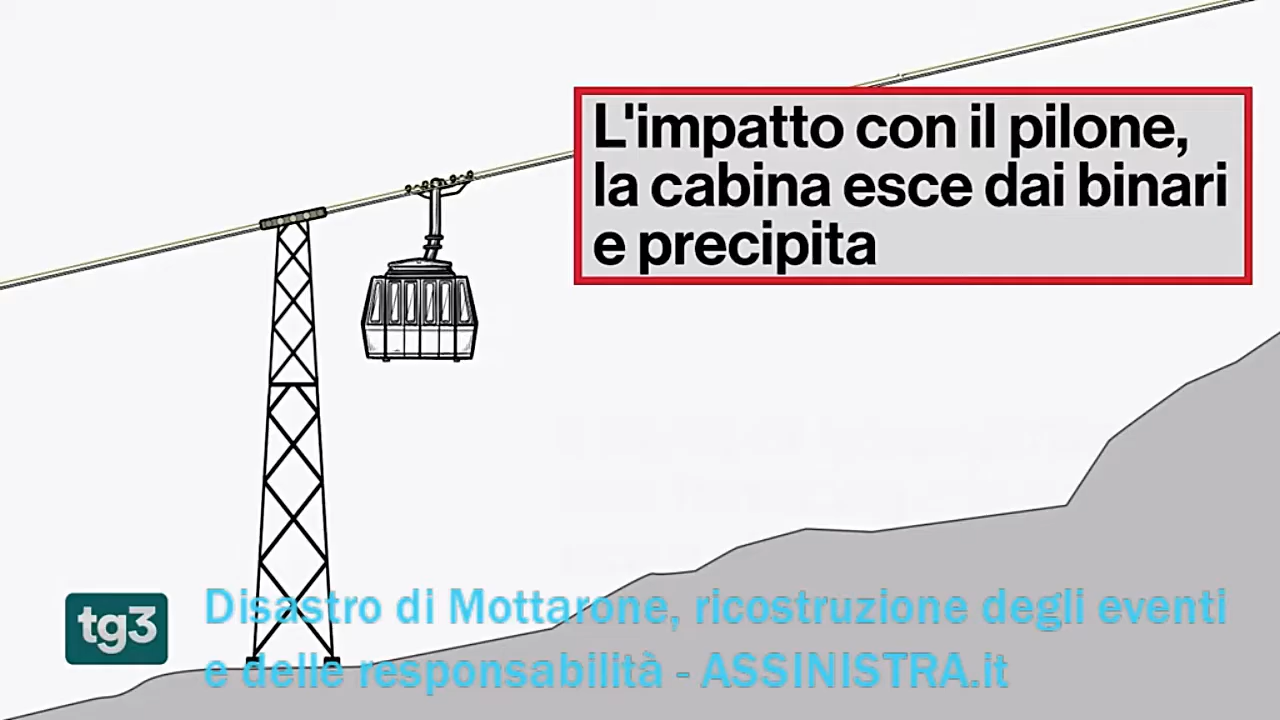 L'impatto con il pilone,
la cabina esce dai binari
e precipita
tg3
Disastro di Mottarone, ricostruzione degli eventi
e delle responsabilità - ASSINISTRA.it